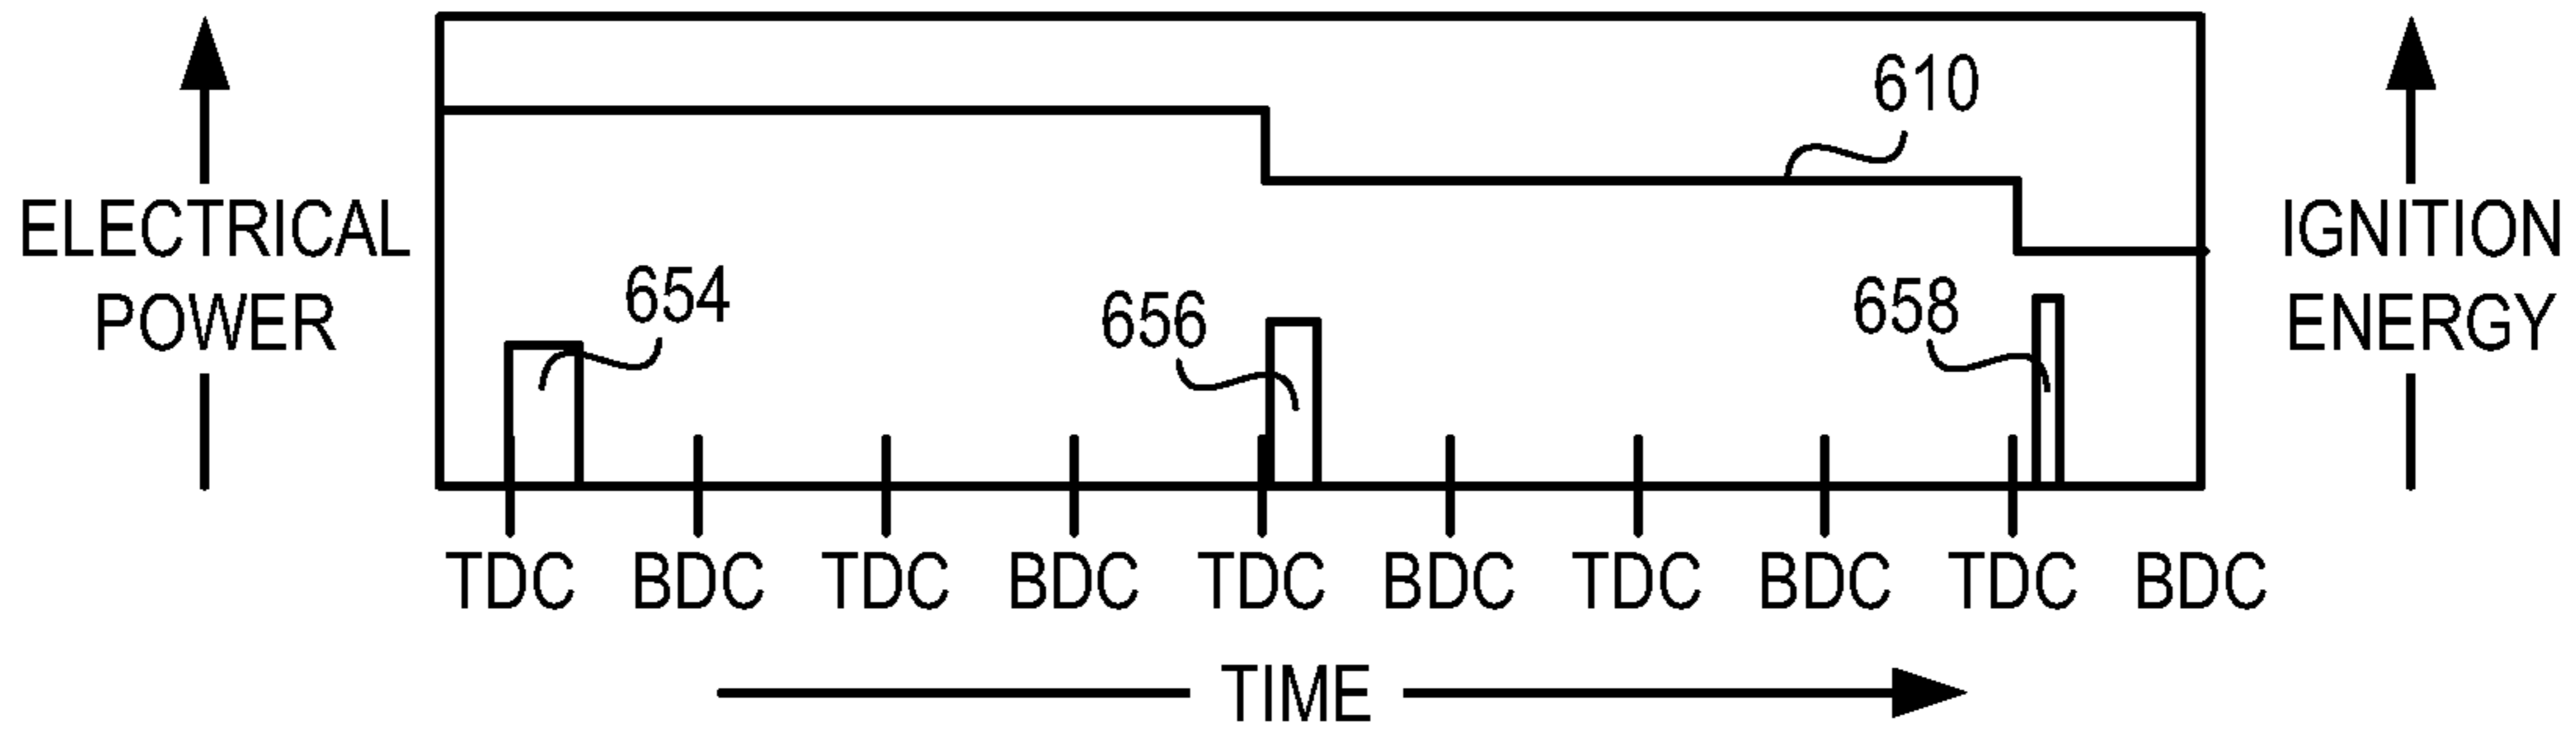 610
ELECTRICAL
POWER
IGNITION
ENERGY
654
656
658
TDC BDC TDC BDC TDC BDC TDC BDC TDC BDC
TIME